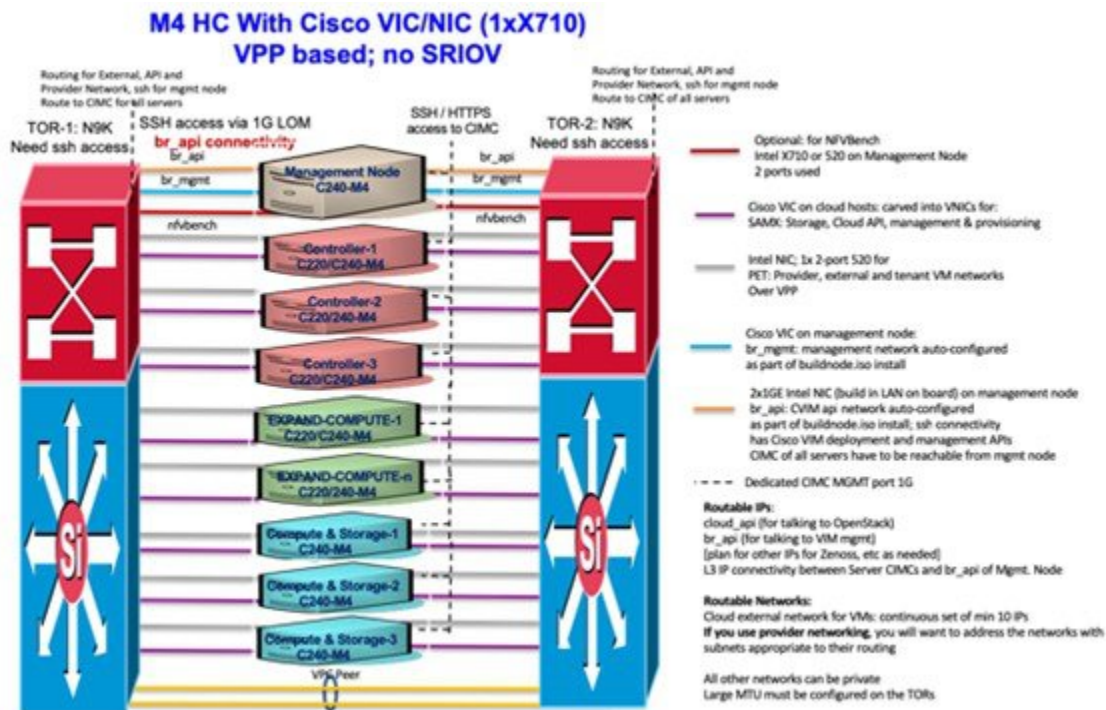 M4 HC With Cisco VIC/NIC (1xX710)
VPP based; no SRIOV
Routing for External, API and
Provider Network, ssh for mgmt node
Route to CIMC for all servers
Routing for External, API and
Provider Network, ssh for mgmt node
Route to CIMC of all servers
TOR-1: N9K
Need ssh access
SSH access via 1G LOM
br_api connectivity
SSH / HTTPS
access to CIMC
TOR-2: N9K
Need ssh access
br_api
br_mgmt
nfvbench
Management Node
C240-M4
br_api
br_mgmt
nfvbench
Controller-1
C220/C240-M4
Controller-2
C220/240-M4
Controller-3
C220/C240-M4
EXPAND-COMPUTE-1
C220/C240-M4
EXPAND-COMPUTE-n
C220/240-M4
Compute & Storage-1
C240-M4
Compute & Storage-2
C240-M4
Compute & Storage-3
C240-M4
VPC Peer
Si
Si
Optional: for NFVBench
Intel X710 or 520 on Management Node
2 ports used
Cisco VIC on cloud hosts: carved into VNICs for:
SAMX: Storage, Cloud API, management & provisioning
Intel NIC; 1x 2-port 520 for
PET: Provider, external and tenant VM networks
Over VPP
Cisco VIC on management node:
br_mgmt: management network auto-configured
as part of buildnode.iso install
2x1GE Intel NIC (build in LAN on board) on management node
br_api: CVIM api network auto-configured
as part of buildnode.iso install; ssh connectivity
has Cisco VIM deployment and management APIs
CIMC of all servers have to be reachable from mgmt node
Dedicated CIMC MGMT port 1G
Routable IPs:
cloud_api (for talking to OpenStack)
br_api (for talking to VIM mgmt)
[plan for other IPs for Zenoss, etc as needed]
L3 IP connectivity between Server CIMCs and br_api of Mgmt. Node
Routable Networks:
Cloud external network for VMs: continuous set of min 10 IPs
If you use provider networking, you will want to address the networks with
subnets appropriate to their routing
All other networks can be private
Large MTU must be configured on the TORs